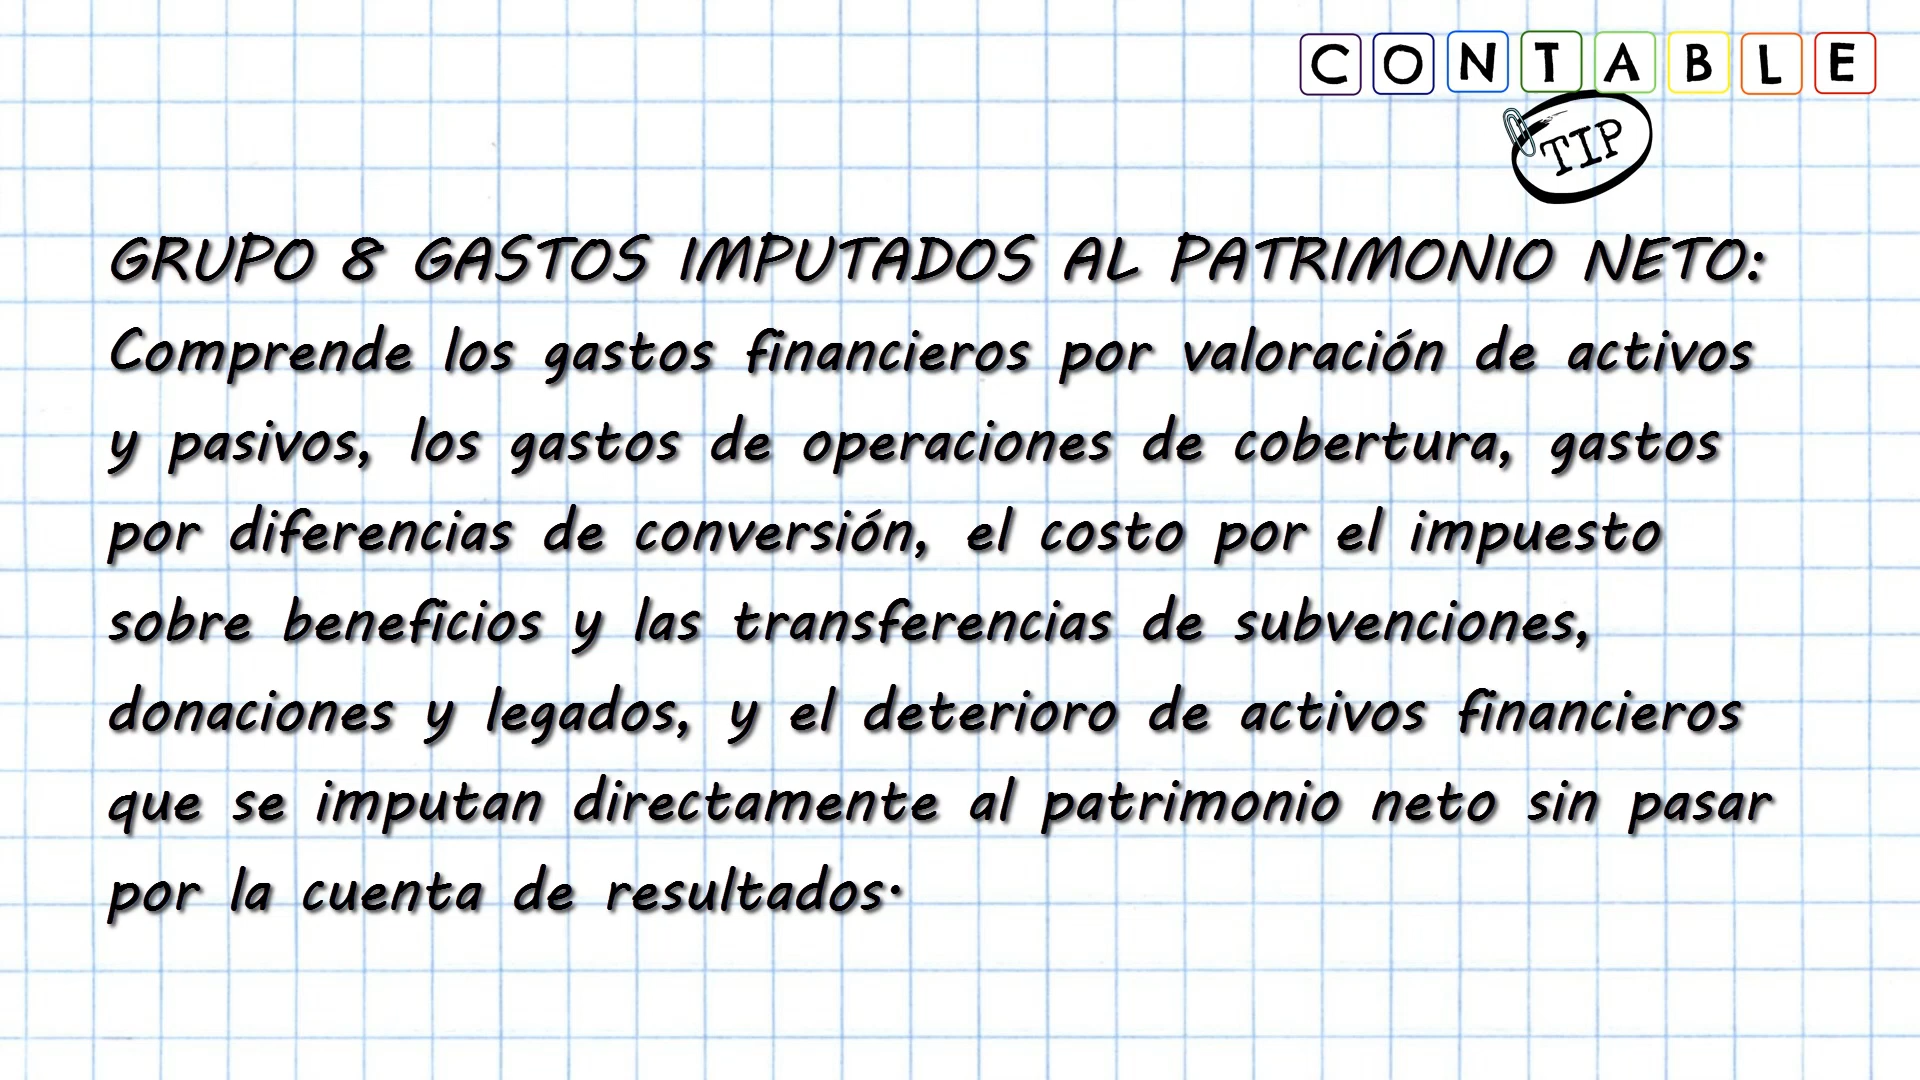 CONTABLE
TIP
GRUPO 8 GASTOS IMPUTADOS AL PATRIMONIO NETO:
Comprende los gastos financieros por valoración de activos
y pasivos, los gastos de operaciones de cobertura, gastos
por diferencias de conversión, el costo por el impuesto
sobre beneficios y las transferencias de subvenciones,
donaciones y legados, y el deterioro de activos financieros
que se imputan directamente al patrimonio neto sin pasar
por la cuenta de resultados·